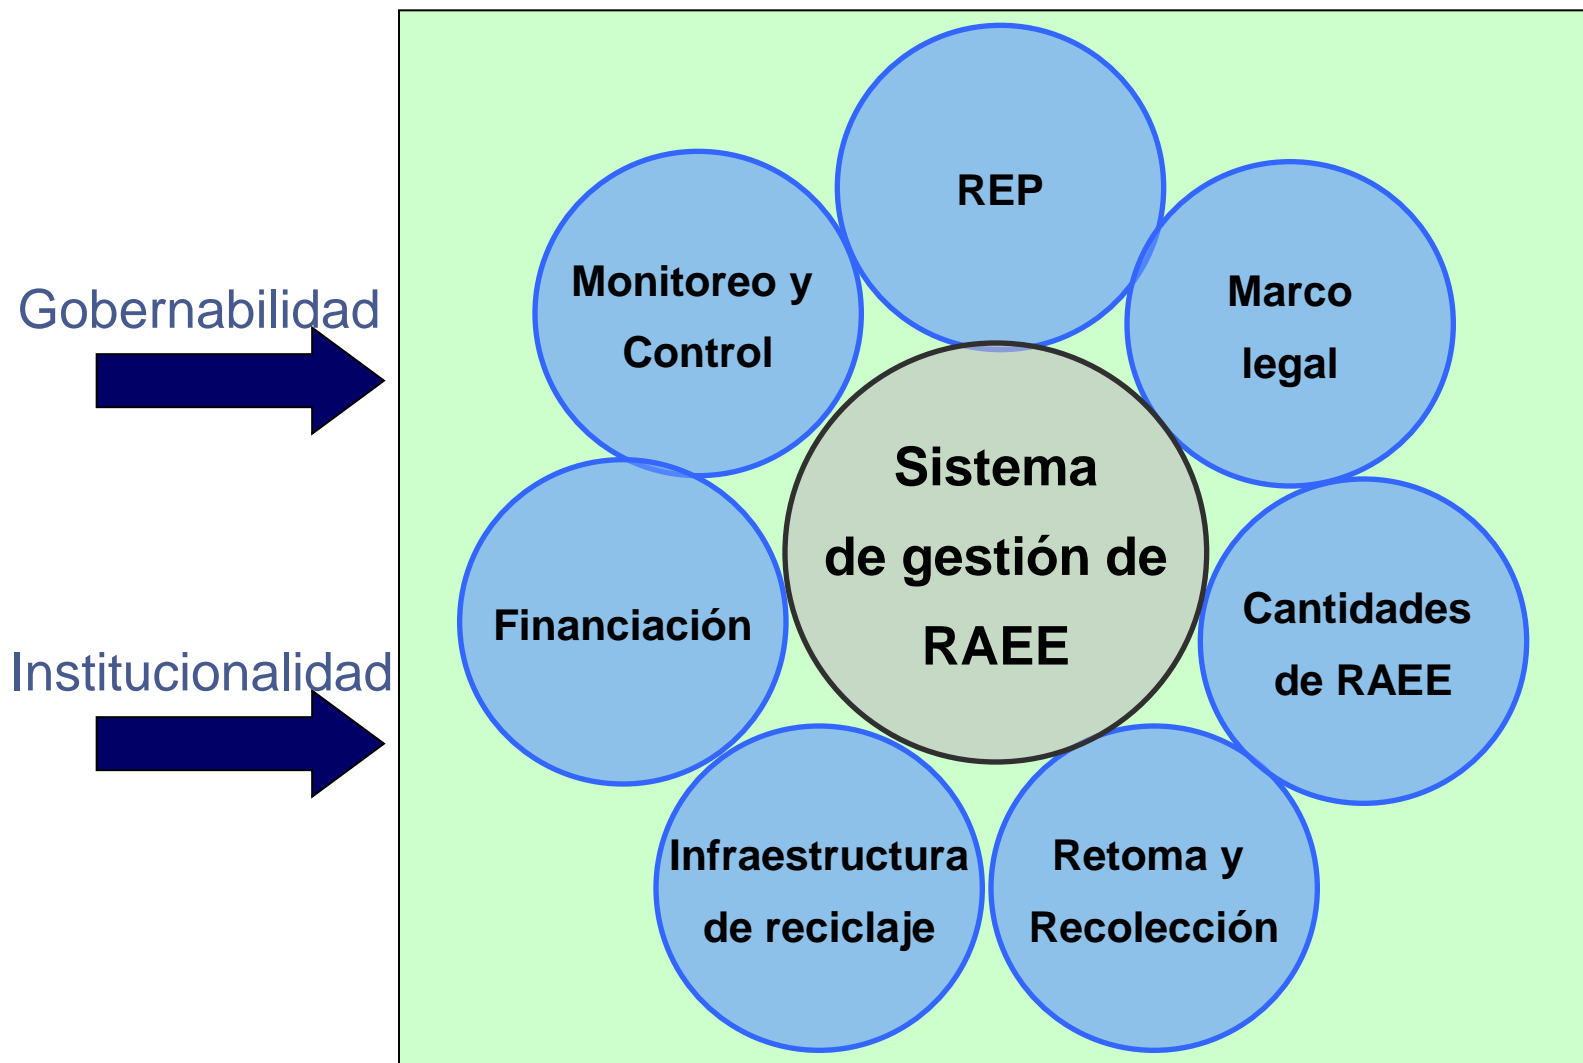 Gobernabilidad
Institucionalidad
REP
Monitoreo y
Control
Marco
legal
Sistema
de gestión de
RAEE
Financiación
Cantidades
de RAEE
Infraestructura
de reciclaje
Retoma y
Recolección